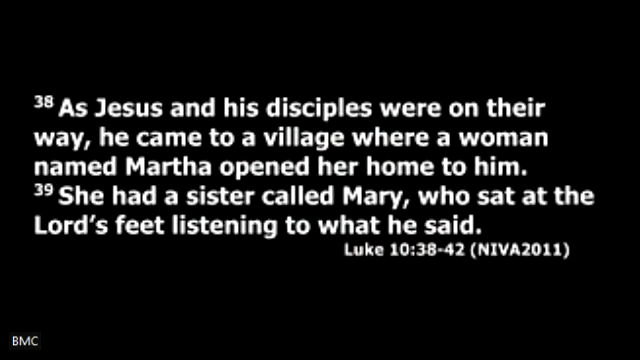 ³⁸ As Jesus and his disciples were on their
way, he came to a village where a woman
named Martha opened her home to him.
³⁹ She had a sister called Mary, who sat at the
Lord’s feet listening to what he said.
Luke 10:38-42 (NIVA2011)
BMC